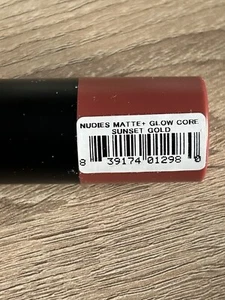 NUDIES MATTE+ GLOW CORE
SUNSET GOLD
8 39174 01298 0